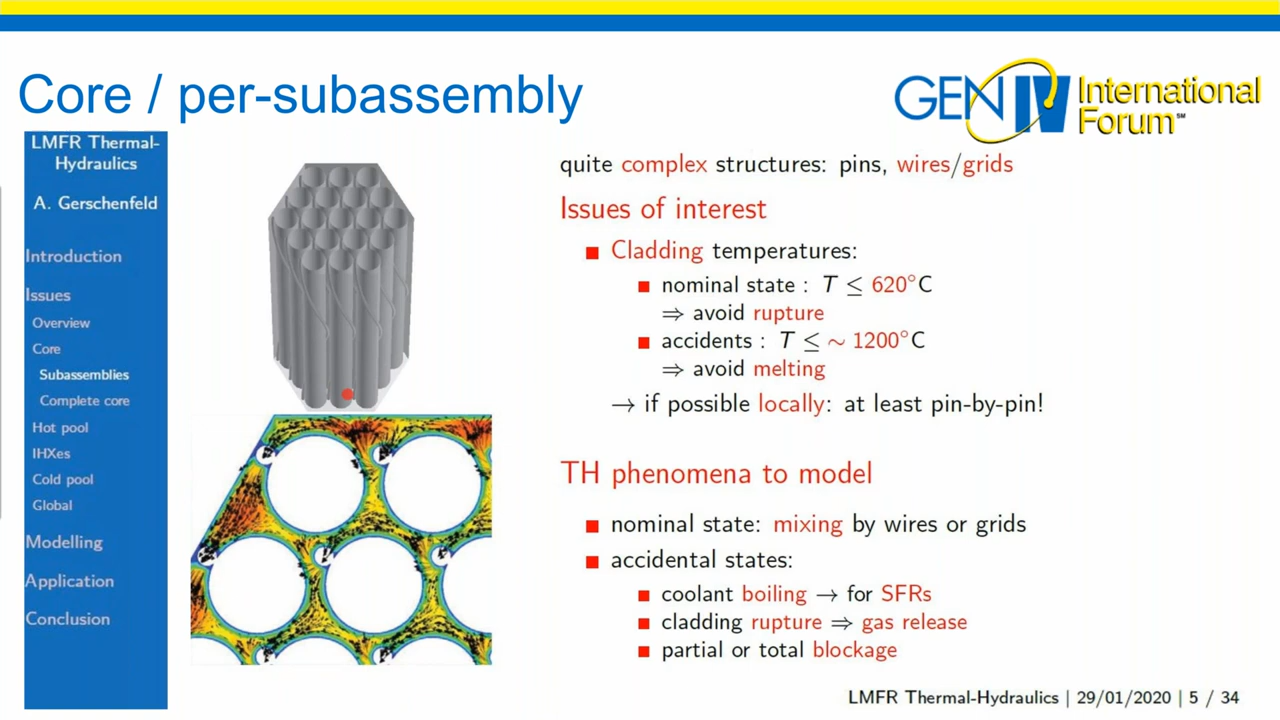 Core / per-subassembly
GEN IV International
Forum SM
LMFR Thermal-
Hydraulics
A. Gerschenfeld
Introduction
Issues
Overview
Core
Subassemblies
Complete core
Hot pool
IHXes
Cold pool
Global
Modelling
Application
Conclusion
quite complex structures: pins, wires/grids
Issues of interest
■ Cladding temperatures:
■ nominal state : T ≤ 620°C
⇒ avoid rupture
■ accidents : T ≤ ~ 1200°C
⇒ avoid melting
→ if possible locally: at least pin-by-pin!
TH phenomena to model
■ nominal state: mixing by wires or grids
■ accidental states:
■ coolant boiling → for SFRs
■ cladding rupture ⇒ gas release
■ partial or total blockage
LMFR Thermal-Hydraulics | 29/01/2020 | 5 / 34